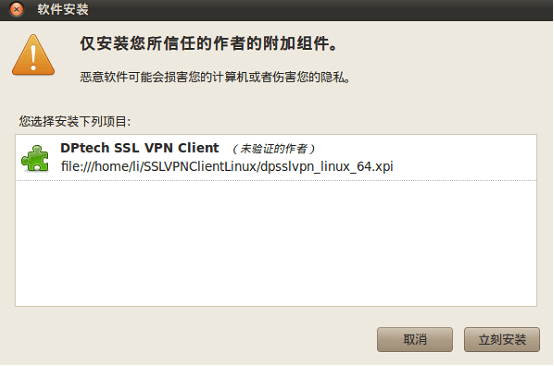 软件安装
仅安装您所信任的作者的附加组件。
恶意软件可能会损害您的计算机或者伤害您的隐私。
您选择安装下列项目：
DPtech SSL VPN Client （未验证的作者）
file:///home/li/SSLVPNClientLinux/dpsslvpn_linux_64.xpi
取消
立刻安装